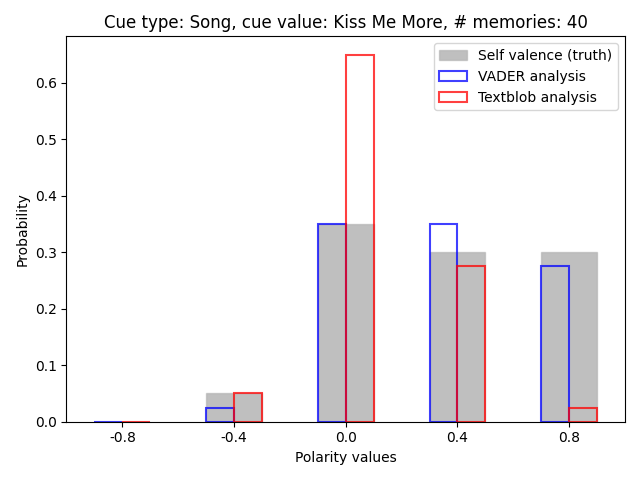 Cue type: Song, cue value: Kiss Me More, # memories: 40
Self valence (truth)
VADER analysis
Textblob analysis
Probability
0.6
0.5
0.4
0.3
0.2
0.1
0.0
-0.8
-0.4
0.0
0.4
0.8
Polarity values